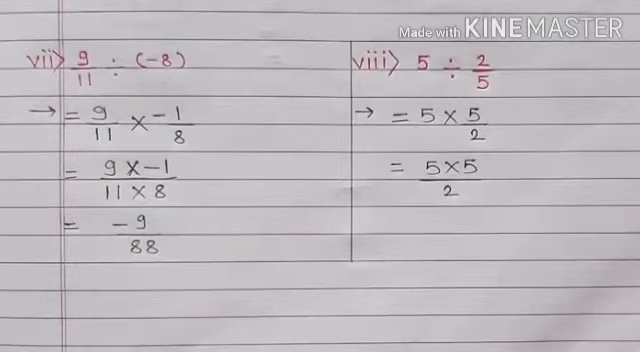 Made with KINEMASTER
vii) 9/11 ÷ (-8)
→ = 9/11 × -1/8
= 9 × -1 / 11 × 8
= -9/88
viii) 5 ÷ 2/5
→ = 5 × 5/2
= 5×5/2